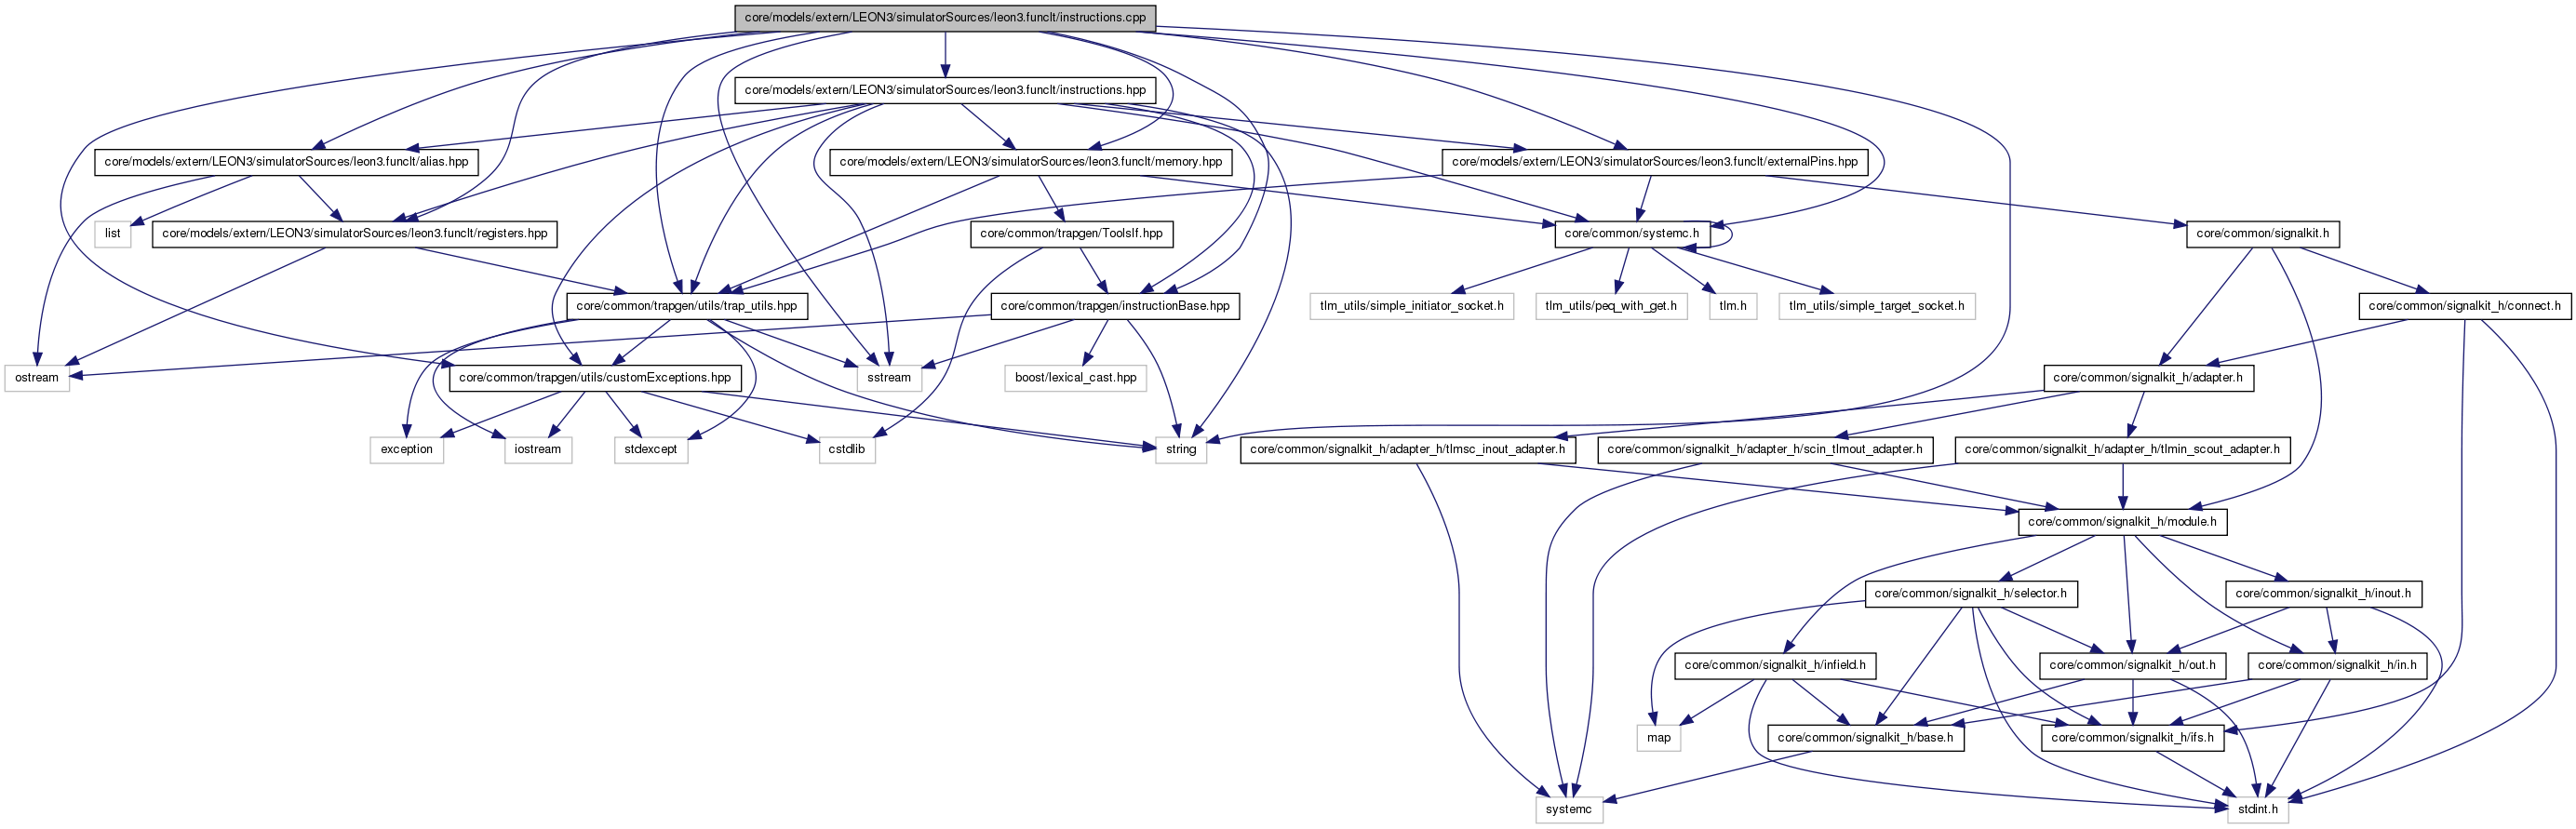 core/models/extern/LEON3/simulatorSources/leon3.funclt/instructions.cpp
core/models/extern/LEON3/simulatorSources/leon3.funclt/instructions.hpp
core/models/extern/LEON3/simulatorSources/leon3.funclt/alias.hpp
core/models/extern/LEON3/simulatorSources/leon3.funclt/memory.hpp
core/models/extern/LEON3/simulatorSources/leon3.funclt/externalPins.hpp
list
core/models/extern/LEON3/simulatorSources/leon3.funclt/registers.hpp
core/common/trapgen/ToolsIf.hpp
core/common/systemc.h
core/common/signalkit.h
core/common/trapgen/utils/trap_utils.hpp
core/common/trapgen/instructionBase.hpp
tlm_utils/simple_initiator_socket.h
tlm_utils/peq_with_get.h
tlm.h
tlm_utils/simple_target_socket.h
core/common/signalkit_h/connect.h
ostream
core/common/trapgen/utils/customExceptions.hpp
sstream
boost/lexical_cast.hpp
core/common/signalkit_h/adapter.h
exception
iostream
stdexcept
cstdlib
string
core/common/signalkit_h/adapter_h/tlmsc_inout_adapter.h
core/common/signalkit_h/adapter_h/scin_tlmout_adapter.h
core/common/signalkit_h/adapter_h/tlmin_scout_adapter.h
core/common/signalkit_h/module.h
core/common/signalkit_h/selector.h
core/common/signalkit_h/inout.h
core/common/signalkit_h/infield.h
core/common/signalkit_h/out.h
core/common/signalkit_h/in.h
map
core/common/signalkit_h/base.h
core/common/signalkit_h/ifs.h
systemc
stdint.h